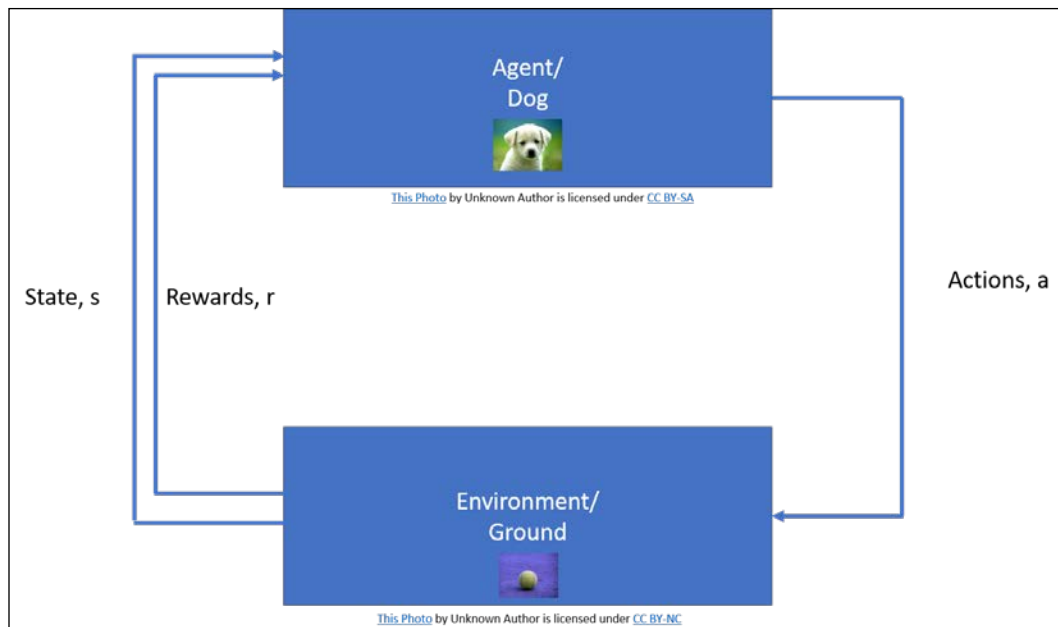 Agent/
Dog
This Photo by Unknown Author is licensed under CC BY-SA
State, s
Rewards, r
Actions, a
Environment/
Ground
This Photo by Unknown Author is licensed under CC BY-NC